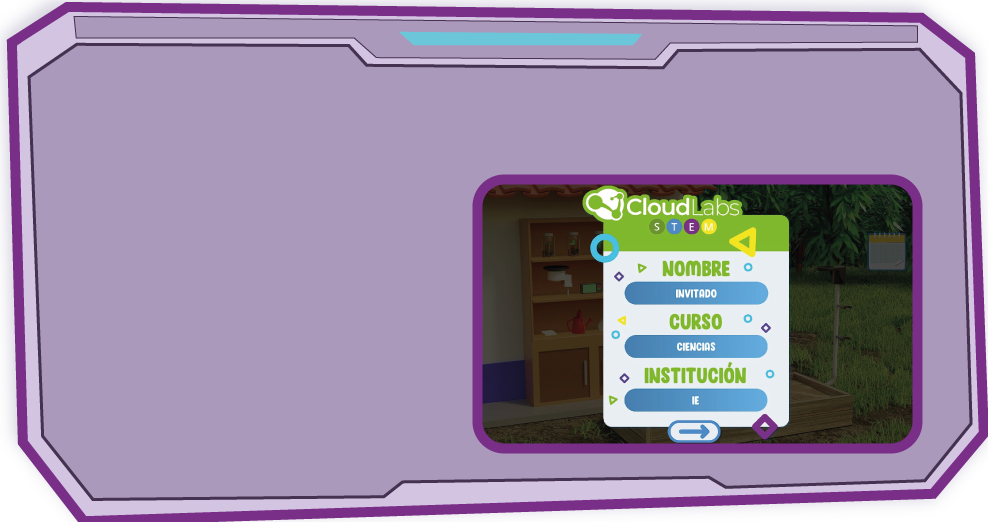 CloudLabs
STEM
NOMBRE
INVITADO
CURSO
CIENCIAS
INSTITUCIÓN
IE